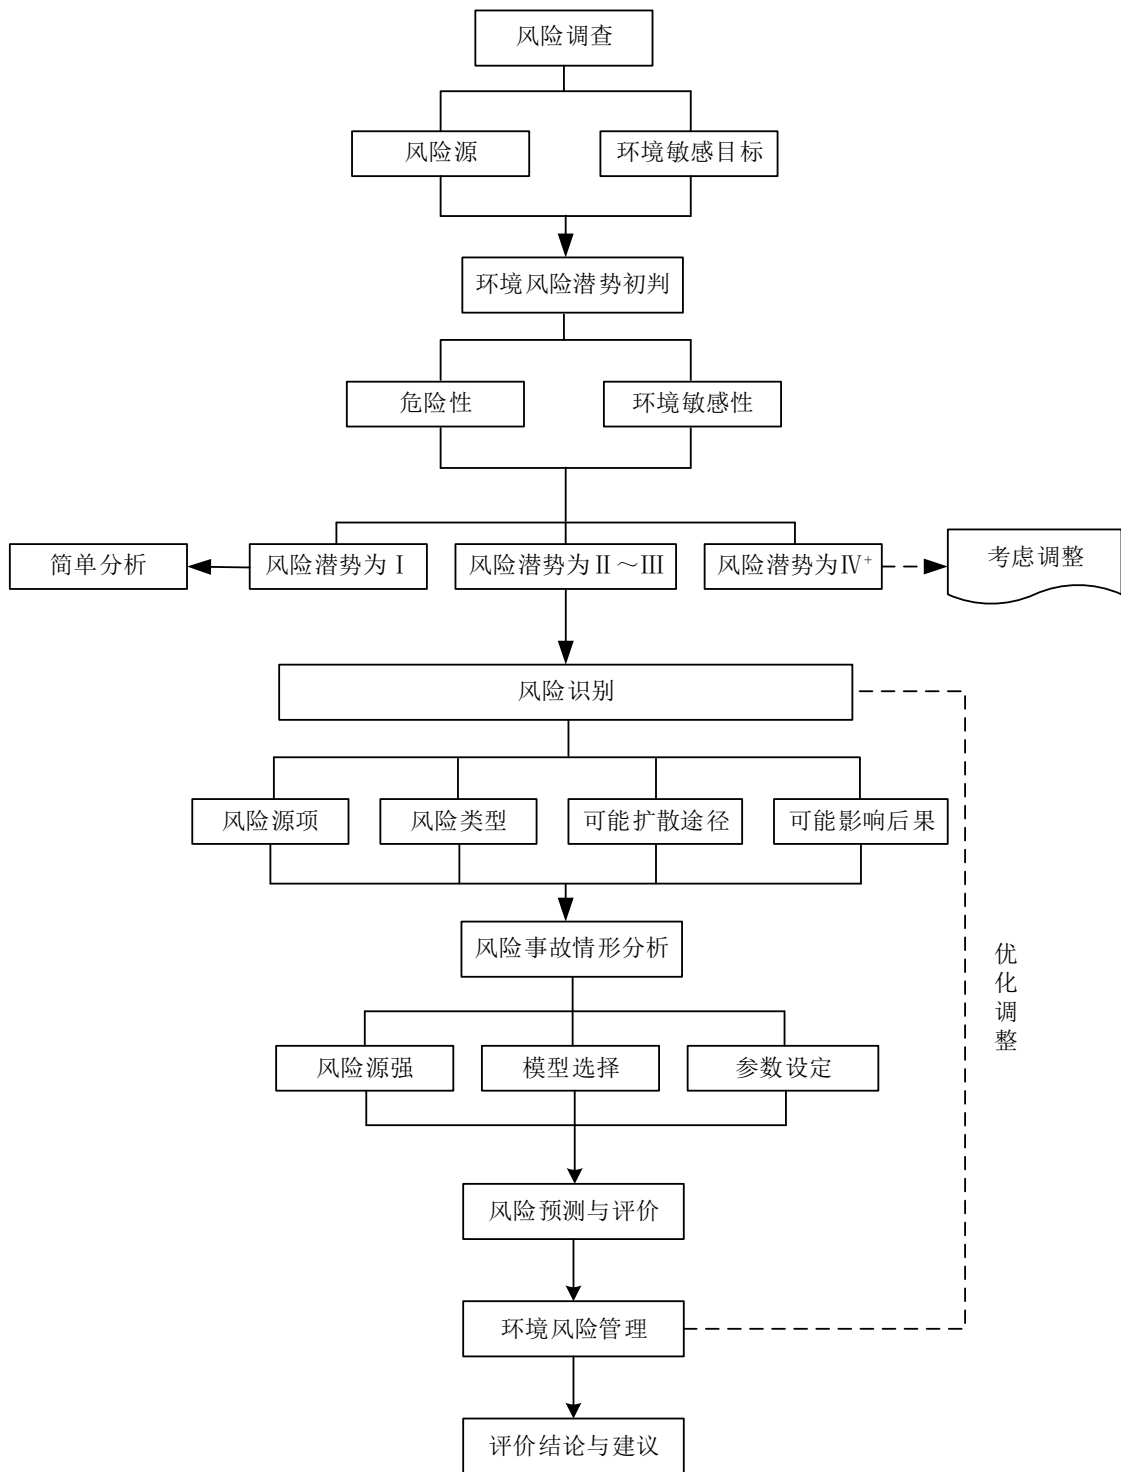 风险调查
风险源
环境敏感目标
环境风险潜势初判
危险性
环境敏感性
简单分析
风险潜势为Ⅰ
风险潜势为Ⅱ～Ⅲ
风险潜势为Ⅳ⁺
考虑调整
风险识别
风险源项
风险类型
可能扩散途径
可能影响后果
风险事故情形分析
优化调整
风险源强
模型选择
参数设定
风险预测与评价
环境风险管理
评价结论与建议